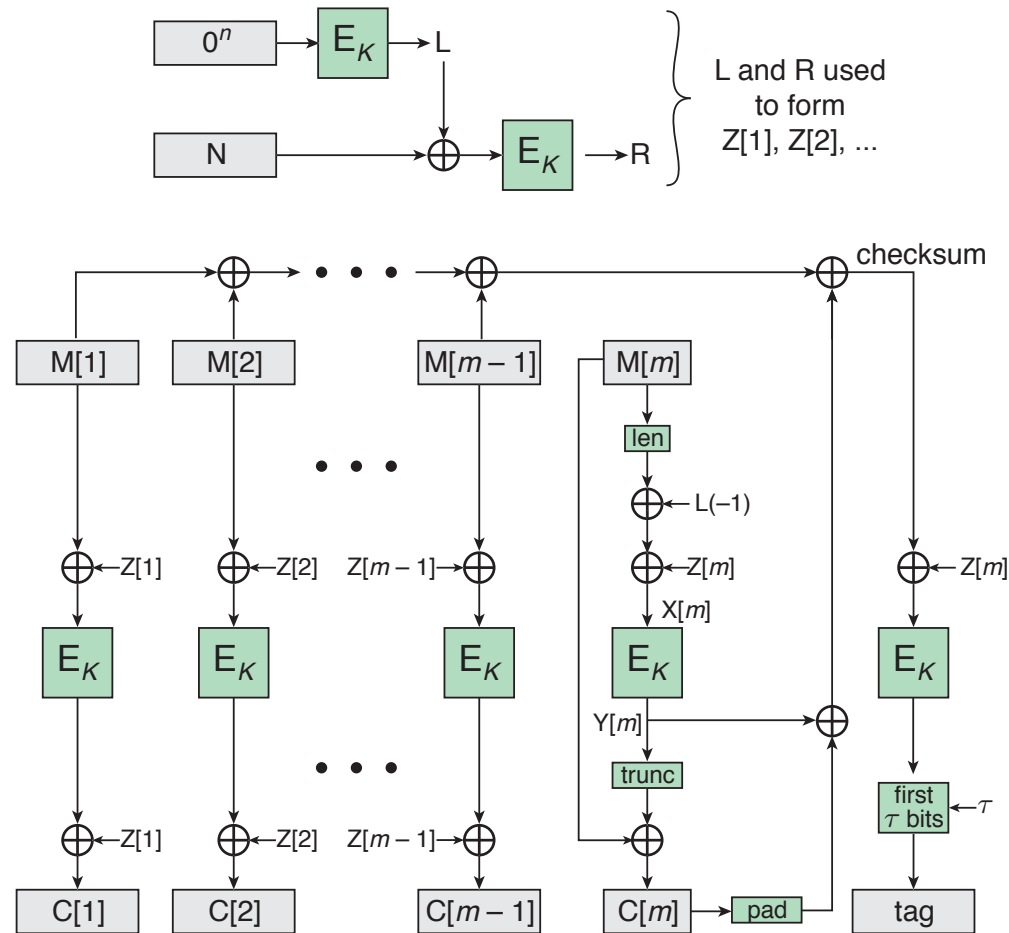 0ⁿ E_K L
L and R used
to form
Z[1], Z[2], ...
N E_K R
checksum
M[1] M[2] M[m – 1] M[m]
len
L(–1)
Z[1] Z[2] Z[m – 1] Z[m] Z[m]
X[m]
E_K E_K E_K E_K E_K
Y[m]
trunc
first
τ bits τ
Z[1] Z[2] Z[m – 1]
C[1] C[2] C[m – 1] C[m] pad tag